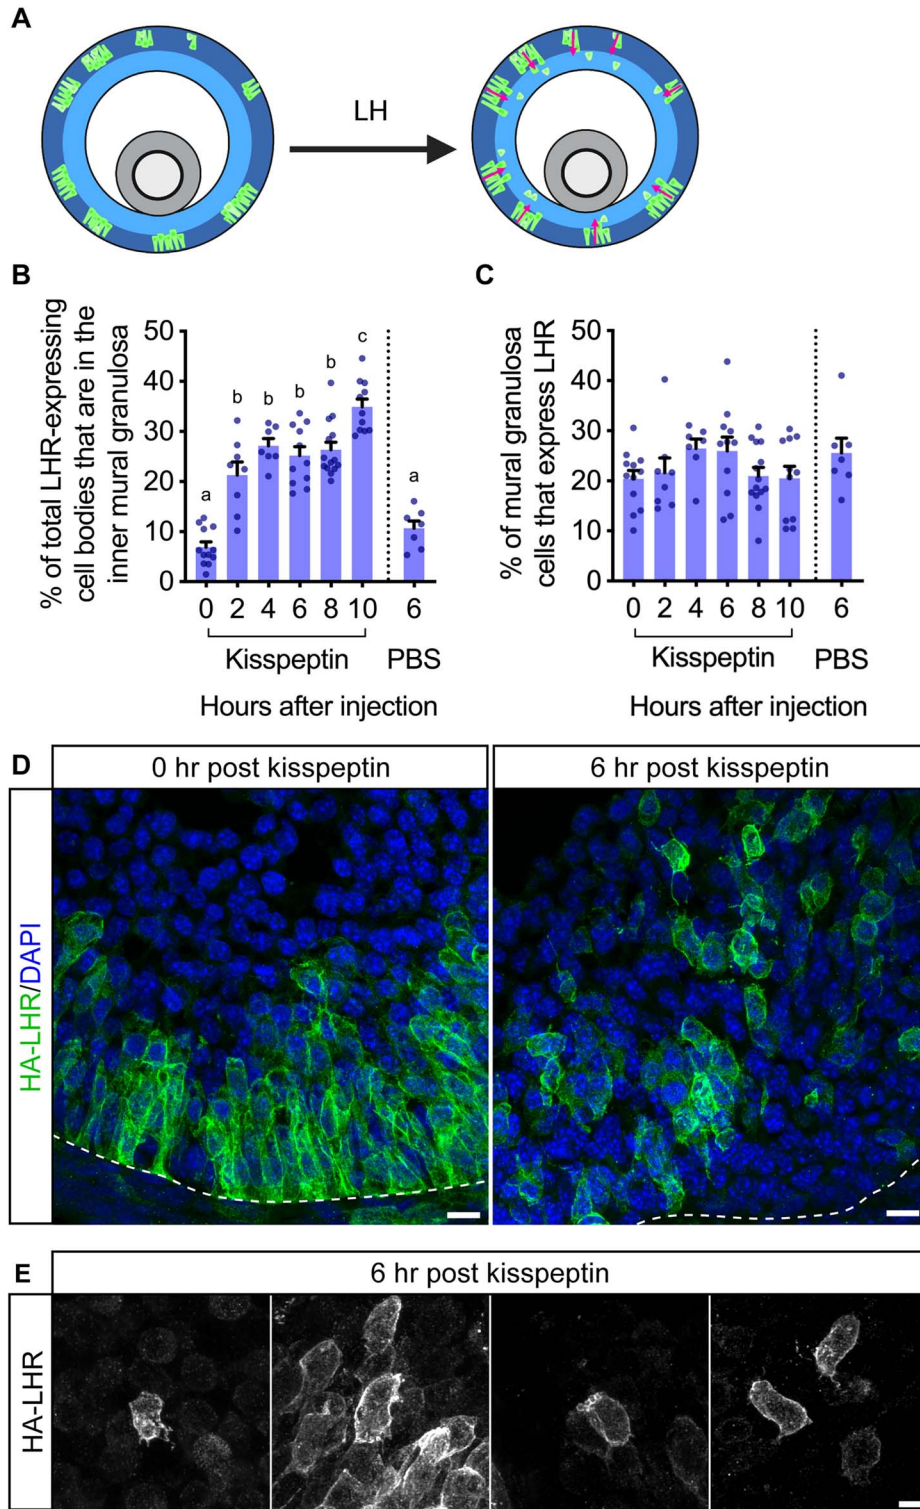 A
LH
B
% of total LHR-expressing
cell bodies that are in the
inner mural granulosa
50
40
30
20
10
0
a
b
b
b
b
c
a
0 2 4 6 8 10 6
Kisspeptin PBS
Hours after injection
C
% of mural granulosa
cells that express LHR
50
40
30
20
10
0
0 2 4 6 8 10 6
Kisspeptin PBS
Hours after injection
D
0 hr post kisspeptin
6 hr post kisspeptin
HA-LHR/DAPI
E
6 hr post kisspeptin
HA-LHR